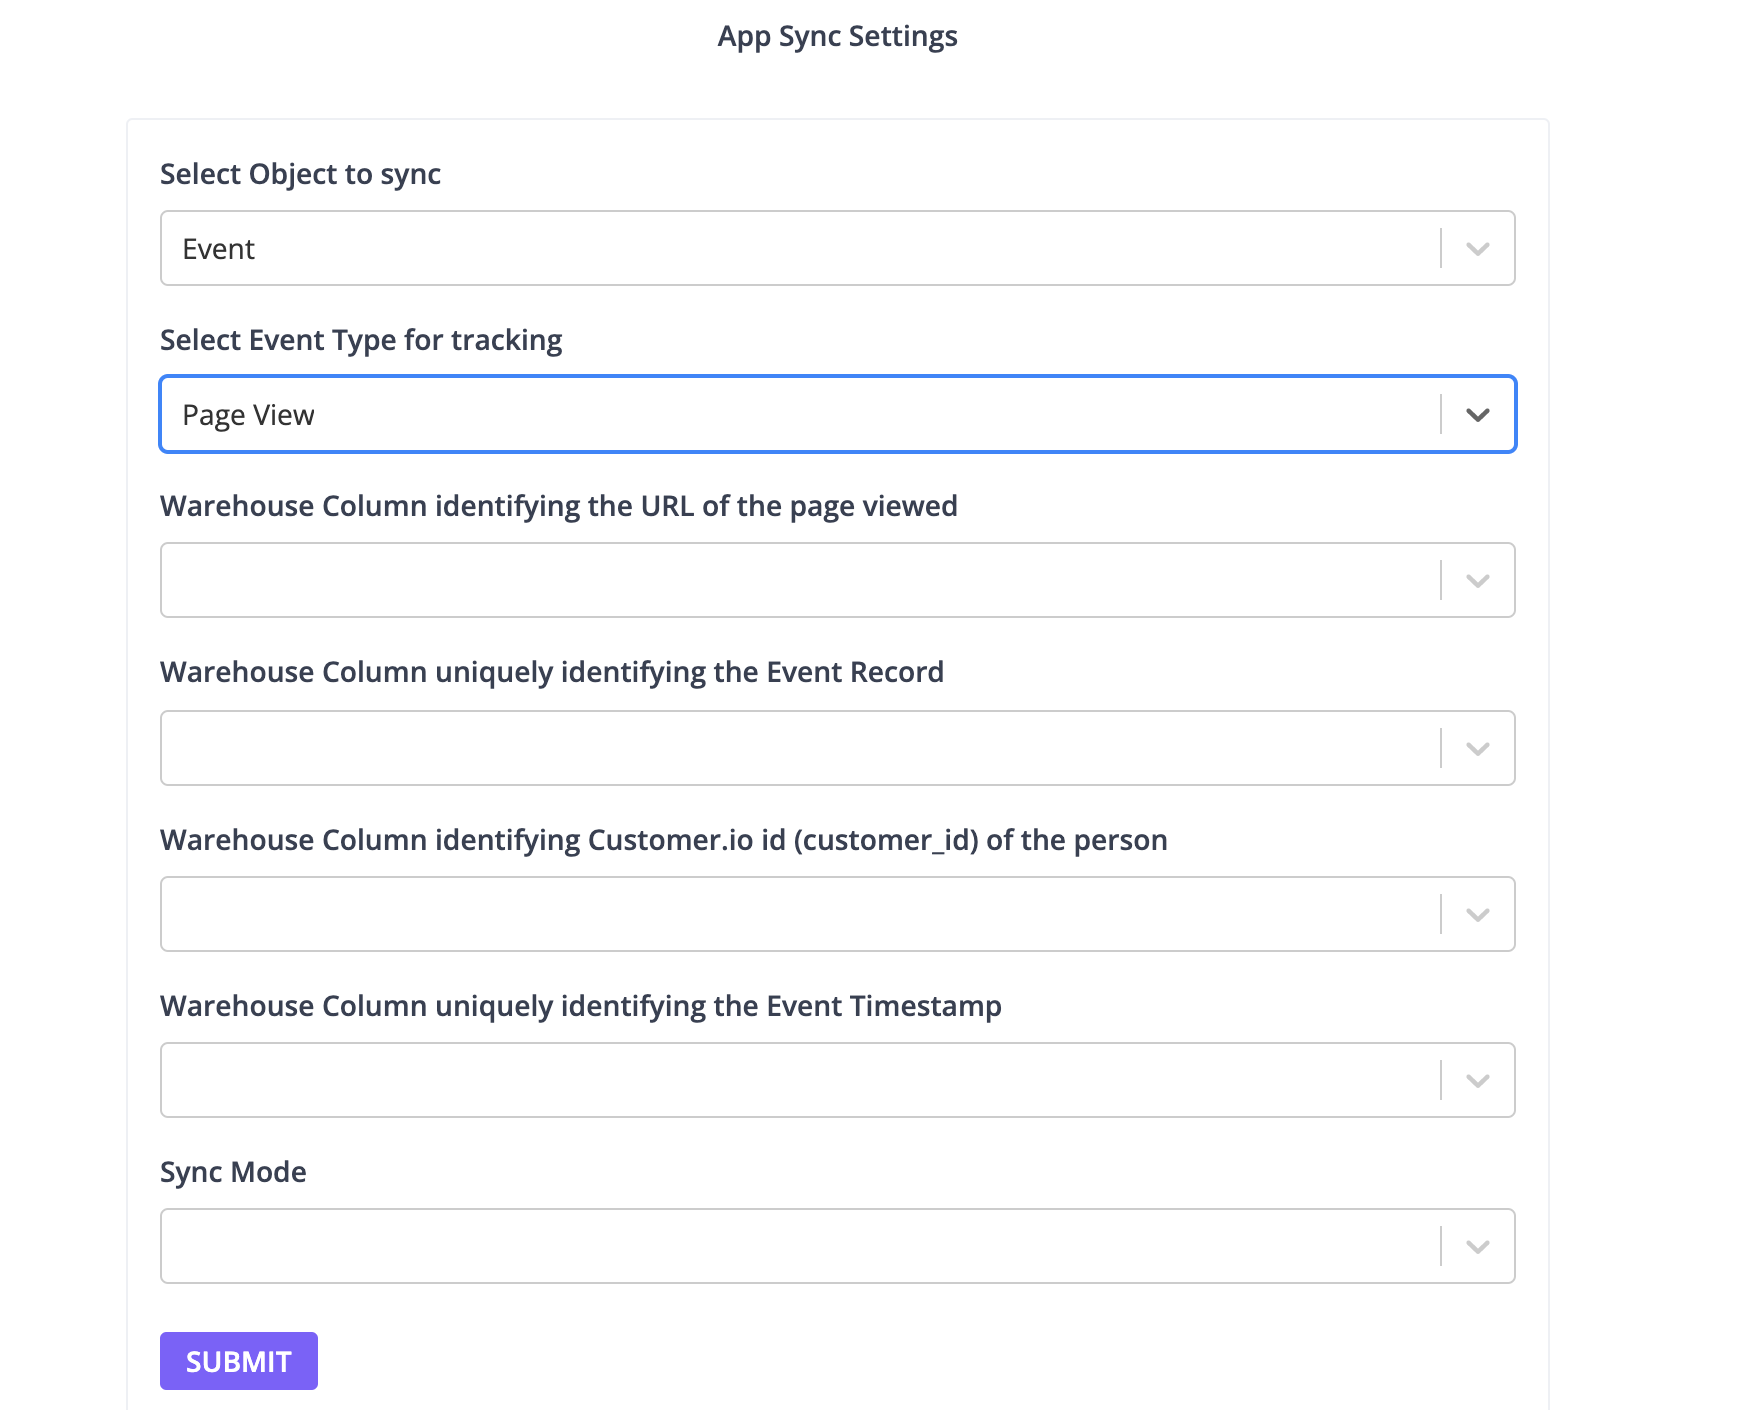 App Sync Settings
Select Object to sync
Event
Select Event Type for tracking
Page View
Warehouse Column identifying the URL of the page viewed
Warehouse Column uniquely identifying the Event Record
Warehouse Column identifying Customer.io id (customer_id) of the person
Warehouse Column uniquely identifying the Event Timestamp
Sync Mode
SUBMIT